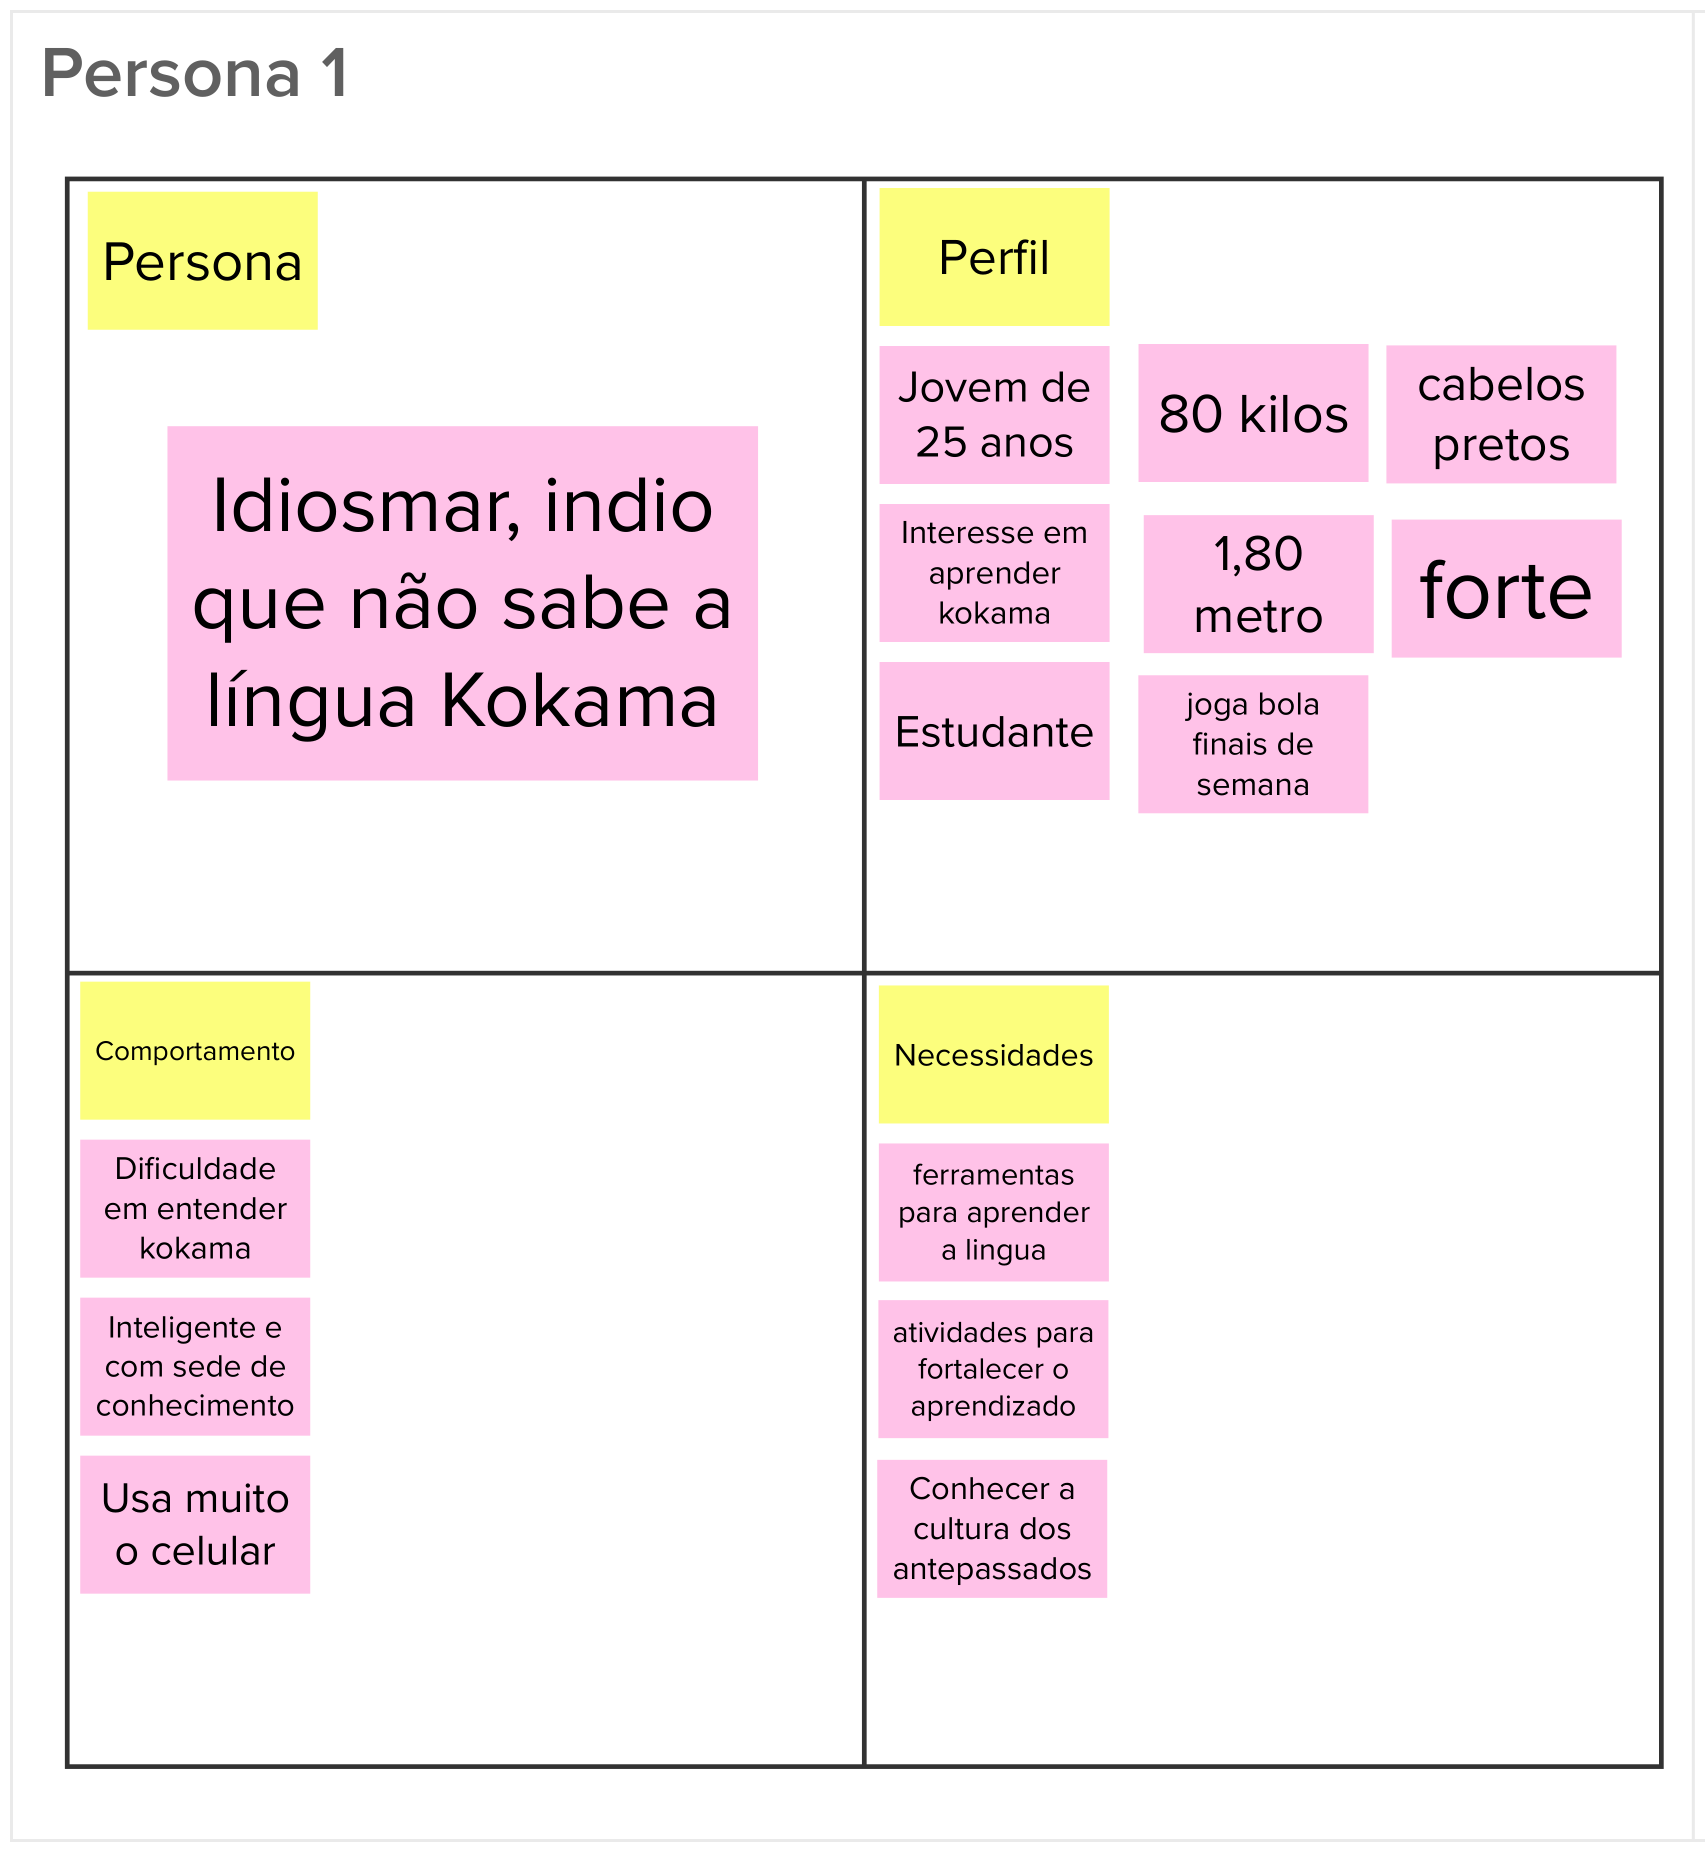 Persona 1
Persona
Idiosmar, indio
que não sabe a
língua Kokama
Perfil
Jovem de
25 anos
80 kilos
cabelos
pretos
Interesse em
aprender
kokama
1,80
metro
forte
Estudante
joga bola
finais de
semana
Comportamento
Dificuldade
em entender
kokama
Inteligente e
com sede de
conhecimento
Usa muito
o celular
Necessidades
ferramentas
para aprender
a lingua
atividades para
fortalecer o
aprendizado
Conhecer a
cultura dos
antepassados